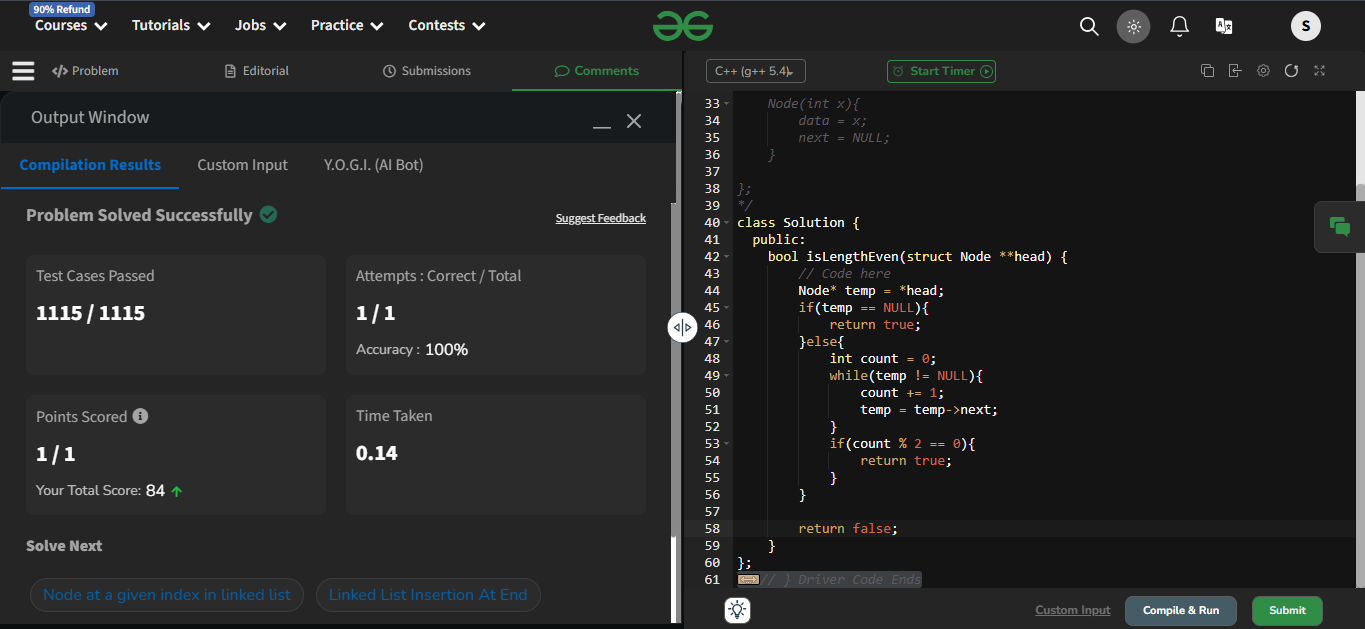 90% Refund
Courses Tutorials Jobs Practice Contests
S
</> Problem Editorial Submissions Comments
Output Window
Compilation Results Custom Input Y.O.G.I. (AI Bot)
Problem Solved Successfully
Suggest Feedback
Test Cases Passed
1115 / 1115
Attempts : Correct / Total
1 / 1
Accuracy : 100%
Points Scored
1 / 1
Your Total Score: 84
Time Taken
0.14
Solve Next
Node at a given index in linked list Linked List Insertion At End
C++ (g++ 5.4) Start Timer
33 Node(int x){
34 data = x;
35 next = NULL;
36 }
37
38 };
39 */
40 class Solution {
41 public:
42 bool isLengthEven(struct Node **head) {
43 // Code here
44 Node* temp = *head;
45 if(temp == NULL){
46 return true;
47 }else{
48 int count = 0;
49 while(temp != NULL){
50 count += 1;
51 temp = temp->next;
52 }
53 if(count % 2 == 0){
54 return true;
55 }
56 }
57
58 return false;
59 }
60 };
61 // } Driver Code Ends
Custom Input Compile & Run Submit